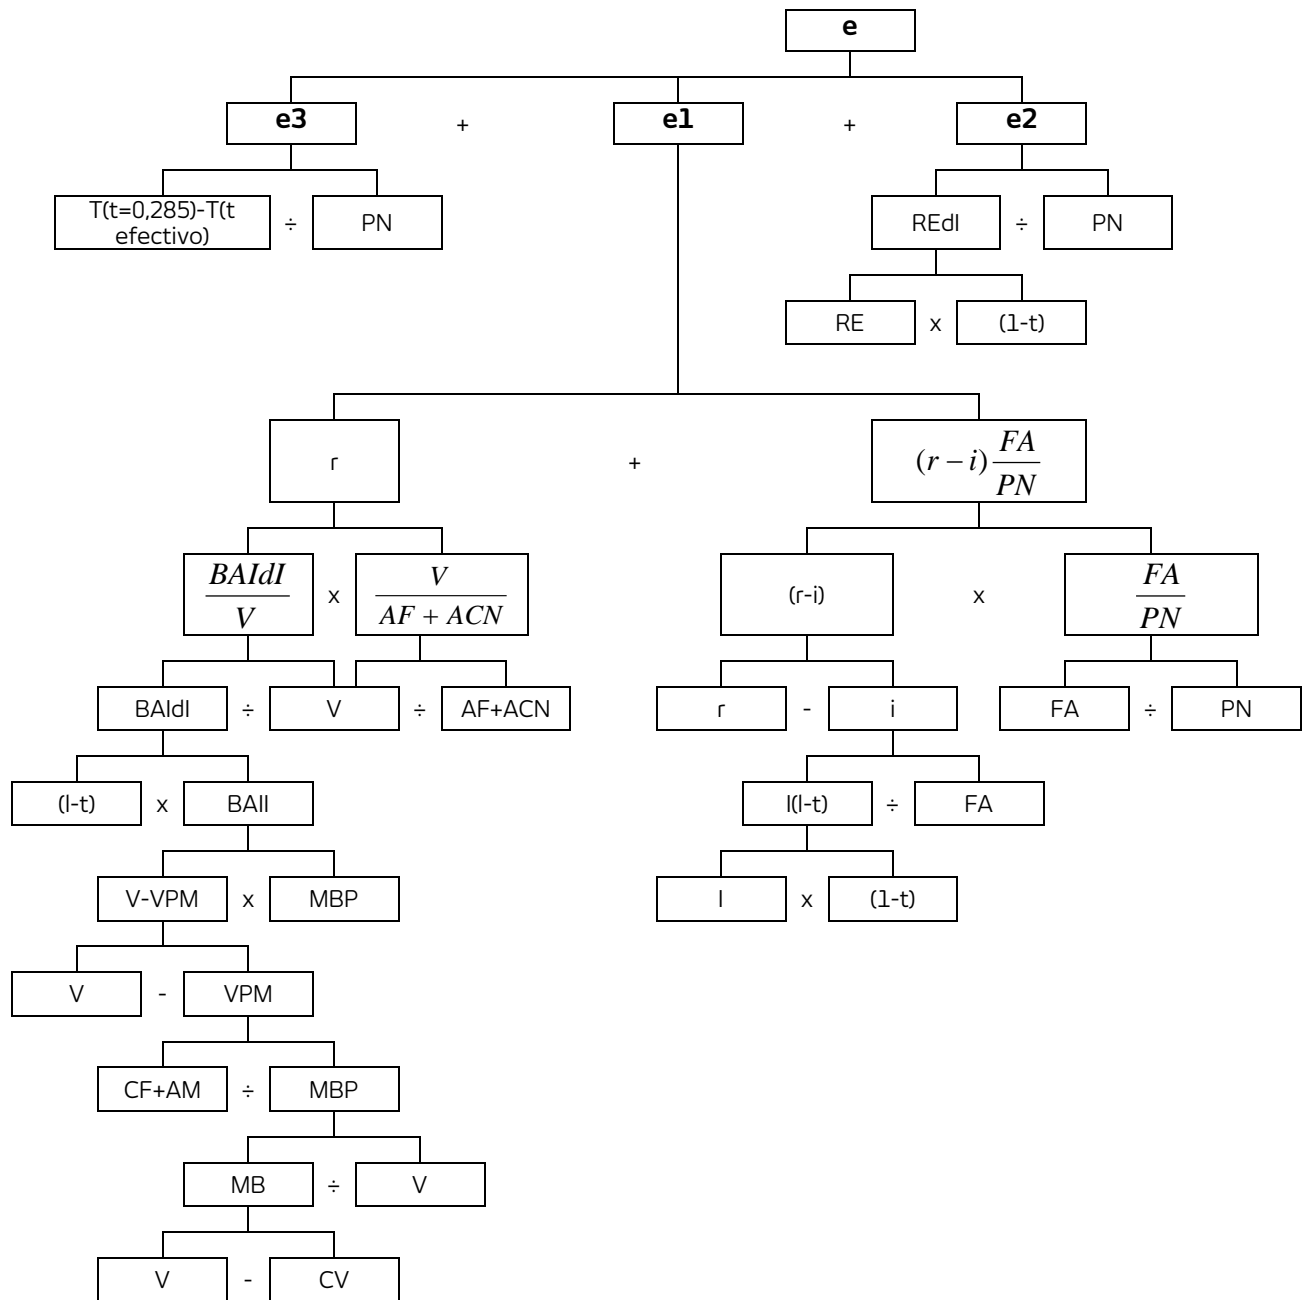 e
e3 + e1 + e2
T(t=0,285)-T(t
efectivo) ÷ PN
REdI ÷ PN
RE x (1-t)
r + (r − i) FA/PN
BAIdI/V x V/(AF + ACN)
(r-i) x FA/PN
BAIdI ÷ V ÷ AF+ACN
r - i
FA ÷ PN
(l-t) x BAII
I(l-t) ÷ FA
V-VPM x MBP
I x (1-t)
V - VPM
CF+AM ÷ MBP
MB ÷ V
V - CV